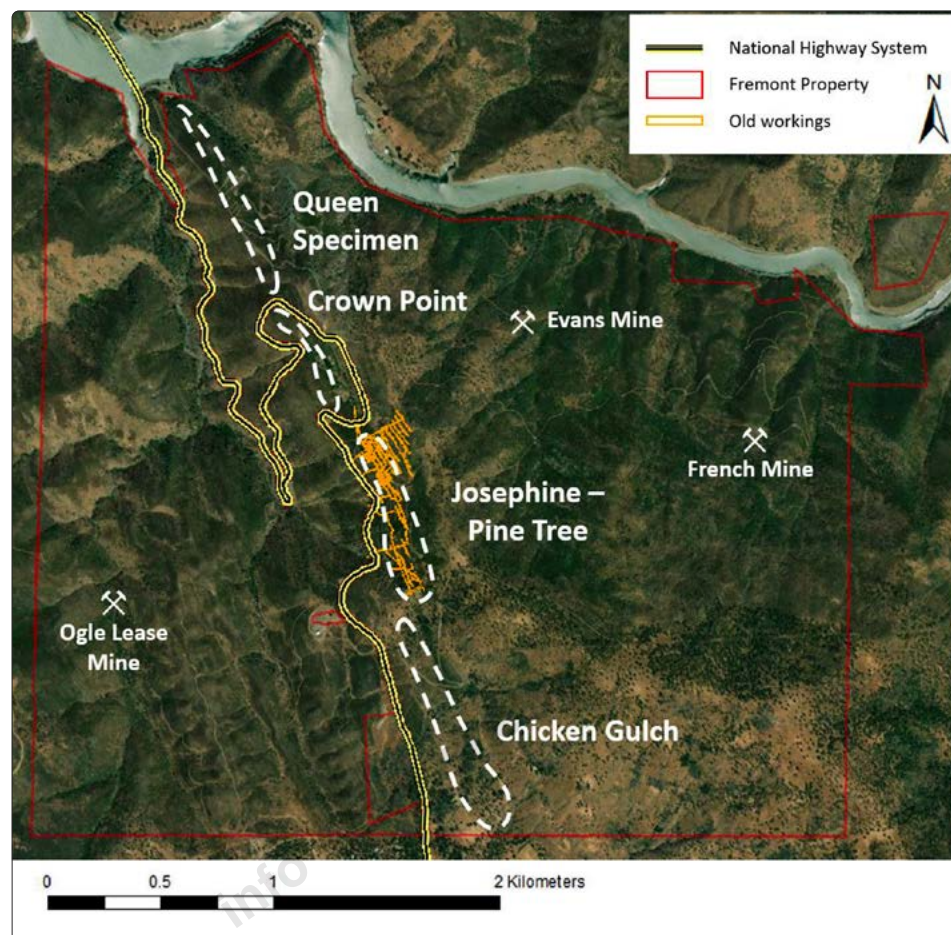 National Highway System
Fremont Property
Old workings
N
Queen
Specimen
Crown Point
Evans Mine
French Mine
Josephine –
Pine Tree
Ogle Lease
Mine
Chicken Gulch
0 0.5 1 2 Kilometers
info